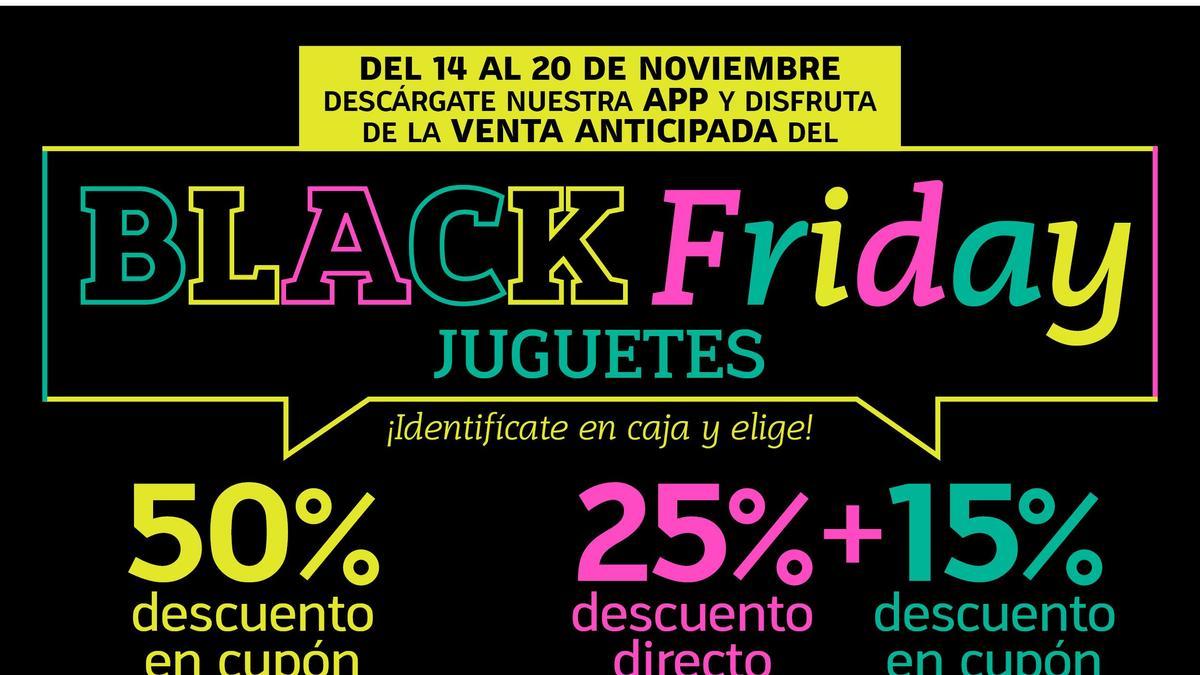 DEL 14 AL 20 DE NOVIEMBRE
DESCÁRGATE NUESTRA APP Y DISFRUTA
DE LA VENTA ANTICIPADA DEL
BLACK Friday
JUGUETES
¡Identifícate en caja y elige!
50%
descuento
en cupón
25%+15%
descuento descuento
directo en cupón